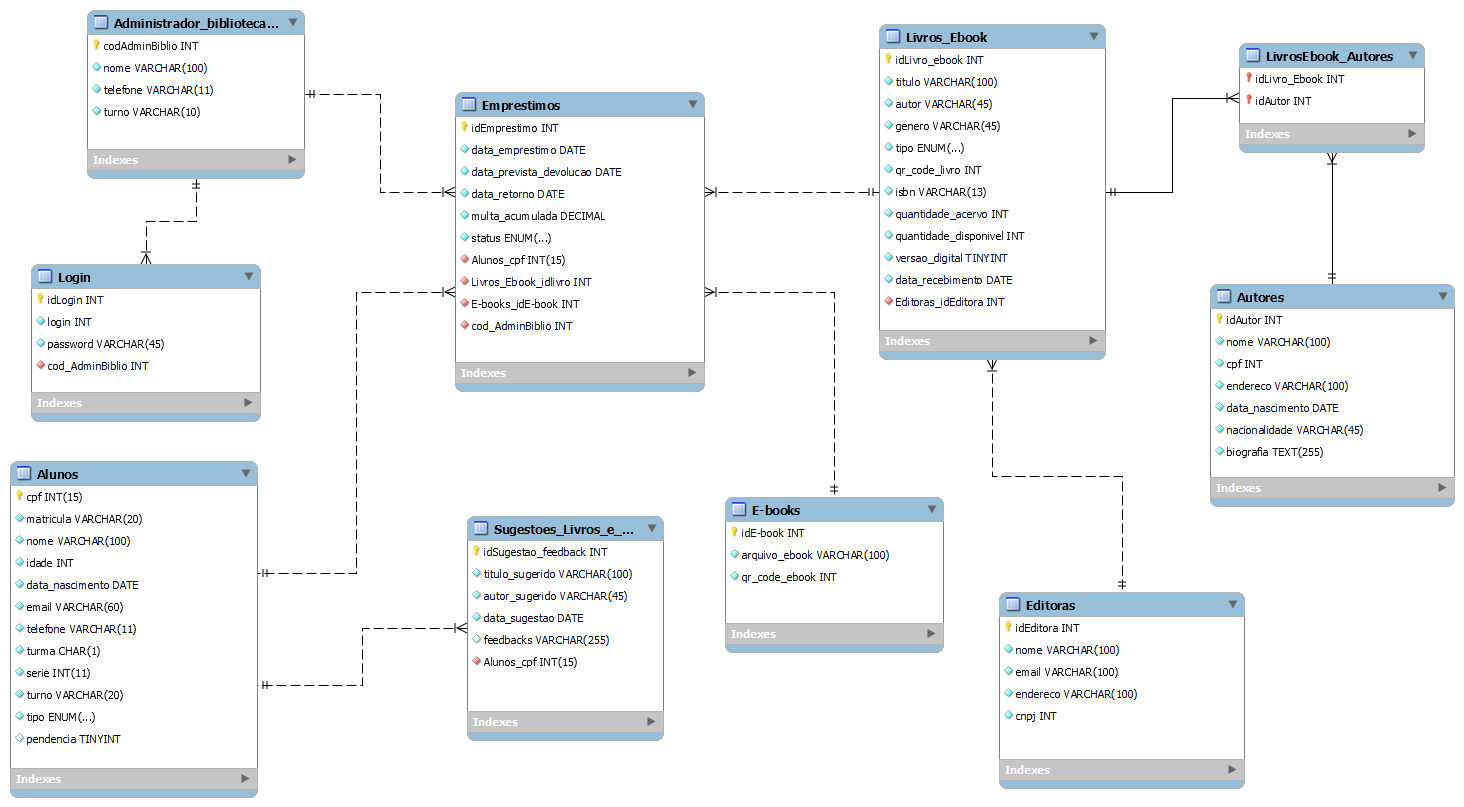 Administrador_biblioteca...
codAdminBiblio INT
nome VARCHAR(100)
telefone VARCHAR(11)
turno VARCHAR(10)
Indexes
Login
idLogin INT
login INT
password VARCHAR(45)
cod_AdminBiblio INT
Indexes
Alunos
cpf INT(15)
matricula VARCHAR(20)
nome VARCHAR(100)
idade INT
data_nascimento DATE
email VARCHAR(60)
telefone VARCHAR(11)
turma CHAR(1)
serie INT(11)
turno VARCHAR(20)
tipo ENUM(...)
pendencia TINYINT
Indexes
Emprestimos
idEmprestimo INT
data_emprestimo DATE
data_prevista_devolucao DATE
data_retorno DATE
multa_acumulada DECIMAL
status ENUM(...)
Alunos_cpf INT(15)
Livros_Ebook_idlivro INT
E-books_idE-book INT
cod_AdminBiblio INT
Indexes
Sugestoes_Livros_e_...
idSugestao_feedback INT
titulo_sugerido VARCHAR(100)
autor_sugerido VARCHAR(45)
data_sugestao DATE
feedbacks VARCHAR(255)
Alunos_cpf INT(15)
Indexes
Livros_Ebook
idLivro_ebook INT
titulo VARCHAR(100)
autor VARCHAR(45)
genero VARCHAR(45)
tipo ENUM(...)
qr_code_livro INT
isbn VARCHAR(13)
quantidade_acervo INT
quantidade_disponivel INT
versao_digital TINYINT
data_recebimento DATE
Editoras_idEditora INT
Indexes
E-books
idE-book INT
arquivo_ebook VARCHAR(100)
qr_code_ebook INT
Indexes
LivrosEbook_Autores
idLivro_Ebook INT
idAutor INT
Indexes
Autores
idAutor INT
nome VARCHAR(100)
cpf INT
endereco VARCHAR(100)
data_nascimento DATE
nacionalidade VARCHAR(45)
biografia TEXT(255)
Indexes
Editoras
idEditora INT
nome VARCHAR(100)
email VARCHAR(100)
endereco VARCHAR(100)
cnpj INT
Indexes